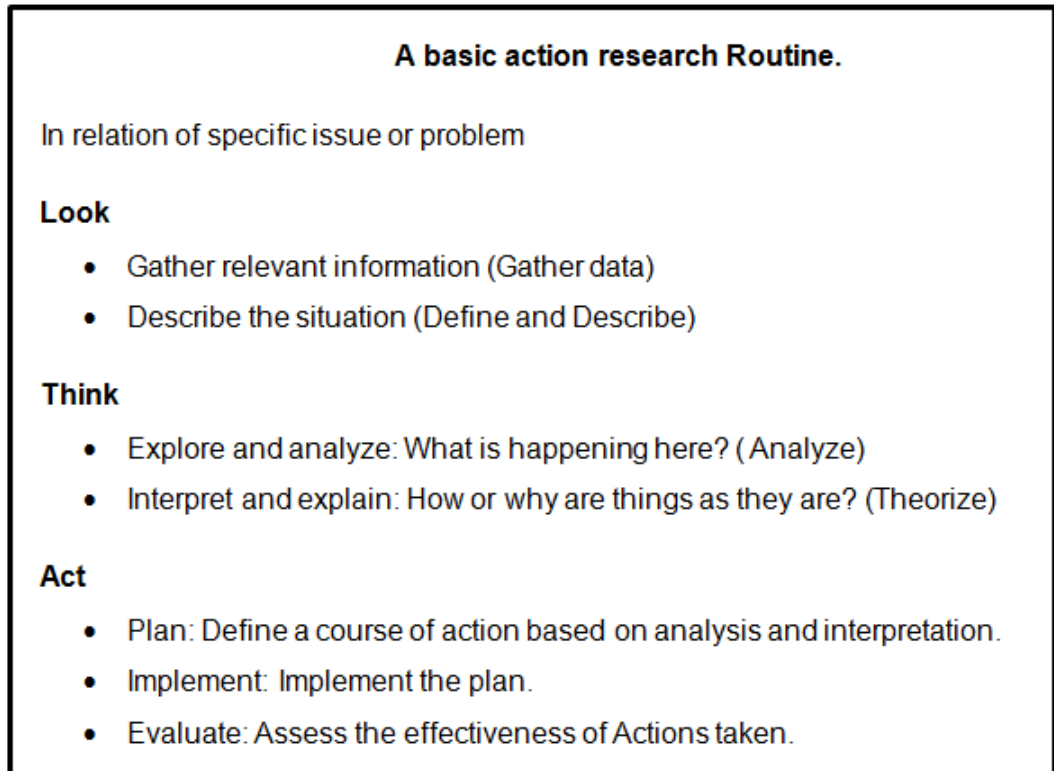 A basic action research Routine.
In relation of specific issue or problem
Look
• Gather relevant information (Gather data)
• Describe the situation (Define and Describe)
Think
• Explore and analyze: What is happening here? ( Analyze)
• Interpret and explain: How or why are things as they are? (Theorize)
Act
• Plan: Define a course of action based on analysis and interpretation.
• Implement: Implement the plan.
• Evaluate: Assess the effectiveness of Actions taken.